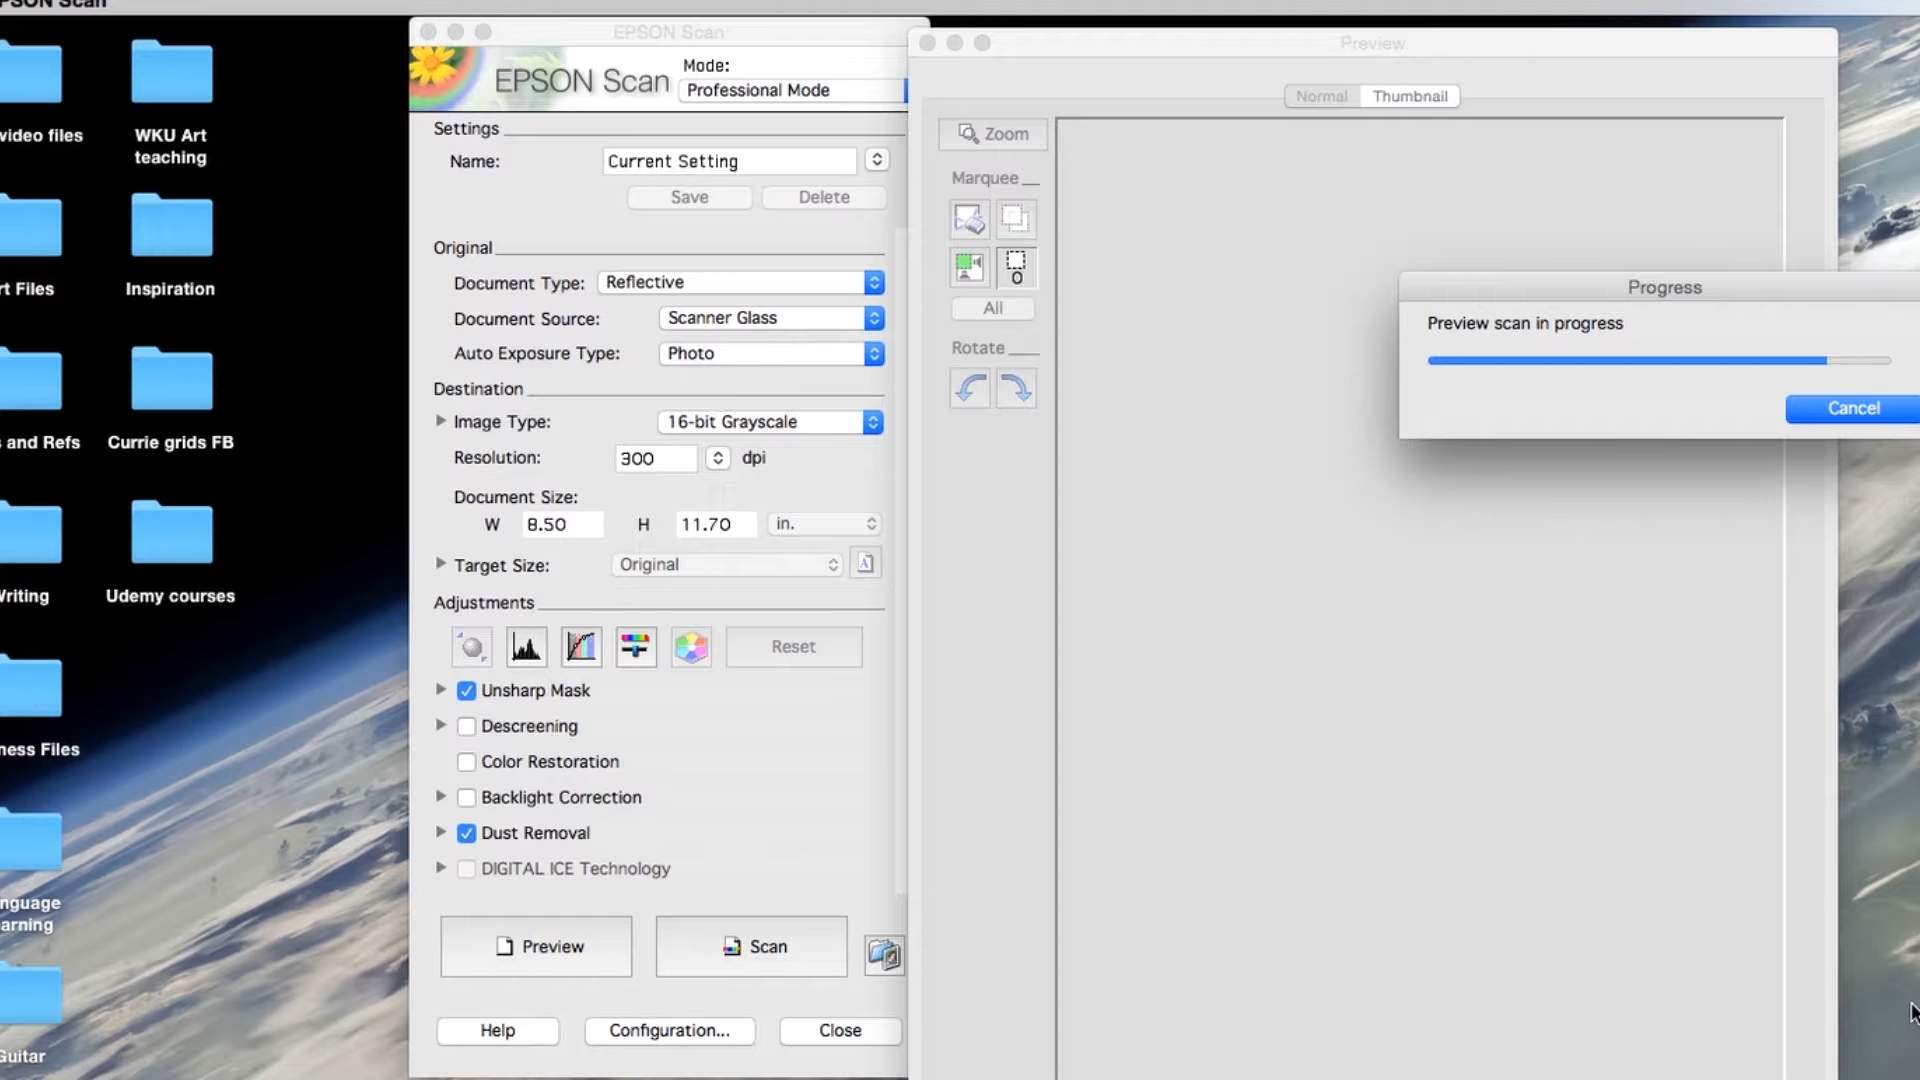 EPSON Scan
video files
WKU Art
teaching
rt Files
Inspiration
s and Refs
Currie grids FB
Writing
Udemy courses
ness Files
nguage
arning
Guitar
EPSON Scan
EPSON Scan
Mode:
Professional Mode
Settings
Name:
Current Setting
Save
Delete
Original
Document Type:
Reflective
Document Source:
Scanner Glass
Auto Exposure Type:
Photo
Destination
Image Type:
16-bit Grayscale
Resolution:
300
dpi
Document Size:
W
8.50
H
11.70
in.
Target Size:
Original
A
Adjustments
Reset
Unsharp Mask
Descreening
Color Restoration
Backlight Correction
Dust Removal
DIGITAL ICE Technology
Preview
Scan
Help
Configuration...
Close
Preview
Normal
Thumbnail
Zoom
Marquee
0
All
Rotate
Progress
Preview scan in progress
Cancel